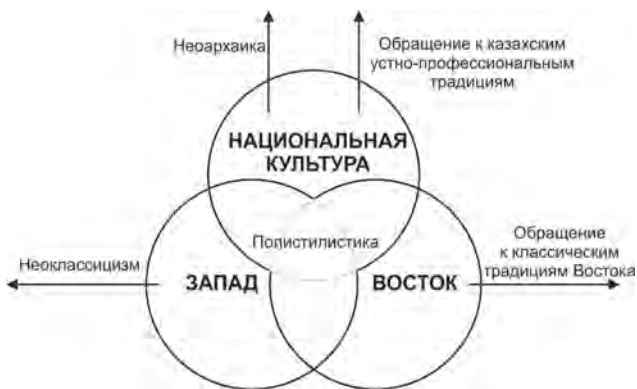 Неоархаика
Обращение к казахским
устно-профессиональным
традициям
НАЦИОНАЛЬНАЯ
КУЛЬТУРА
Полистилистика
Обращение
к классическим
традициям Востока
Неоклассицизм
ЗАПАД
ВОСТОК